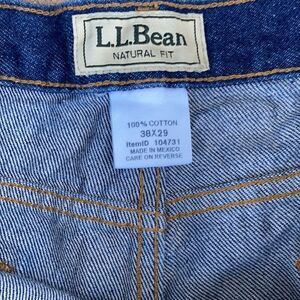 L.L.Bean
NATURAL FIT
100% COTTON
38X29
ItemID 104731
MADE IN MEXICO
CARE ON REVERSE